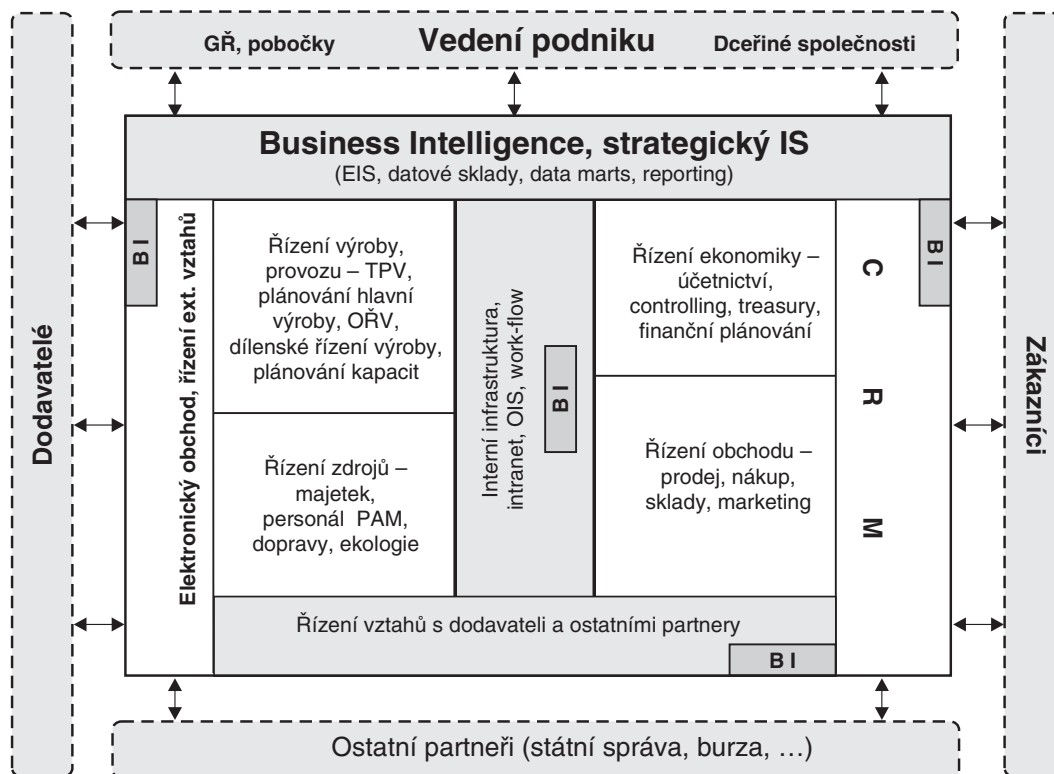 GŘ, pobočky
Vedení podniku
Dceřiné společnosti
Business Intelligence, strategický IS
(EIS, datové sklady, data marts, reporting)
Dodavatelé
B I
Elektronický obchod, řízení ext. vztahů
Řízení výroby,
provozu – TPV,
plánování hlavní
výroby, OŘV,
dílenské řízení výroby,
plánování kapacit
Řízení zdrojů –
majetek,
personál PAM,
dopravy, ekologie
Interní infrastruktura,
intranet, OIS, work-flow
B I
Řízení ekonomiky –
účetnictví,
controlling, treasury,
finanční plánování
Řízení obchodu –
prodej, nákup,
sklady, marketing
C R M
B I
Zákazníci
Řízení vztahů s dodavateli a ostatními partnery
B I
Ostatní partneři (státní správa, burza, …)